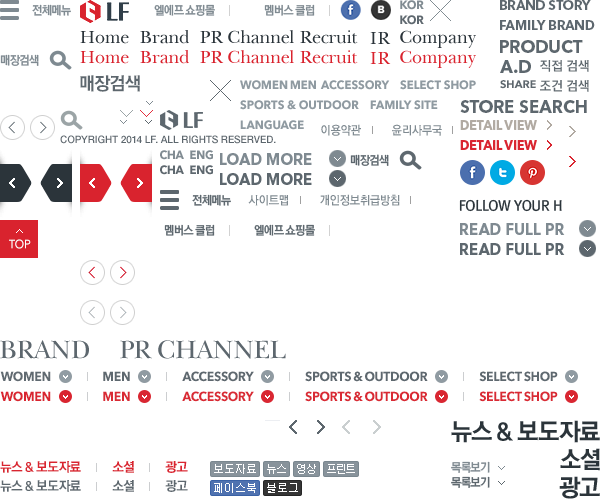 전체메뉴 LF 엘에프 쇼핑몰 멤버스 클럽 f B KOR BRAND STORY
KOR FAMILY BRAND
Home Brand PR Channel Recruit IR Company PRODUCT
매장검색 Home Brand PR Channel Recruit IR Company A.D 직접 검색
매장검색 WOMEN MEN ACCESSORY SELECT SHOP SHARE 조건 검색
SPORTS & OUTDOOR FAMILY SITE STORE SEARCH
LF LANGUAGE 이용약관 윤리사무국 DETAIL VIEW
COPYRIGHT 2014 LF. ALL RIGHTS RESERVED. DETAIL VIEW
CHA ENG LOAD MORE 매장검색
CHA ENG LOAD MORE
전체메뉴 사이트맵 개인정보취급방침 FOLLOW YOUR H
TOP 멤버스 클럽 엘에프 쇼핑몰 READ FULL PR
READ FULL PR
BRAND PR CHANNEL
WOMEN MEN ACCESSORY SPORTS & OUTDOOR SELECT SHOP
WOMEN MEN ACCESSORY SPORTS & OUTDOOR SELECT SHOP
뉴스 & 보도자료
뉴스 & 보도자료 소셜 광고 보도자료 뉴스 영상 프린트 목록보기 소셜
뉴스 & 보도자료 소셜 광고 페이스북 블로그 목록보기 광고